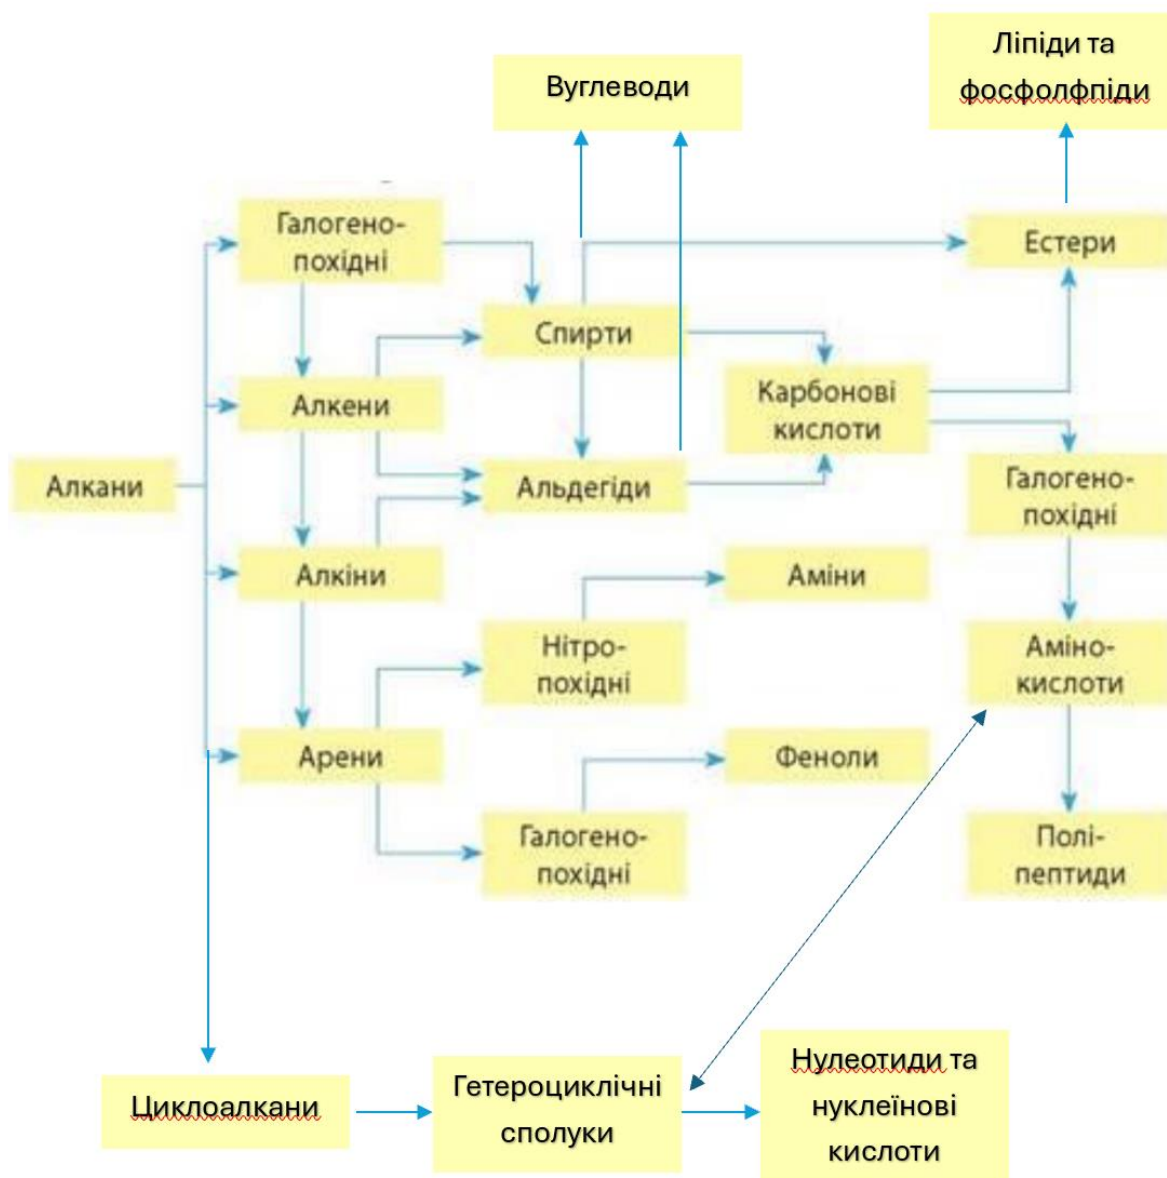 Вуглеводи
Ліпіди та
фосфолфпіди
Галогено-
похідні
Естери
Спирти
Карбонові
кислоти
Алкени
Алкани
Альдегіди
Галогено-
похідні
Алкіни
Аміни
Нітро-
похідні
Аміно-
кислоти
Арени
Феноли
Галогено-
похідні
Полі-
пептиди
Циклоалкани
Гетероциклічні
сполуки
Нулеотиди та
нуклеїнові
кислоти